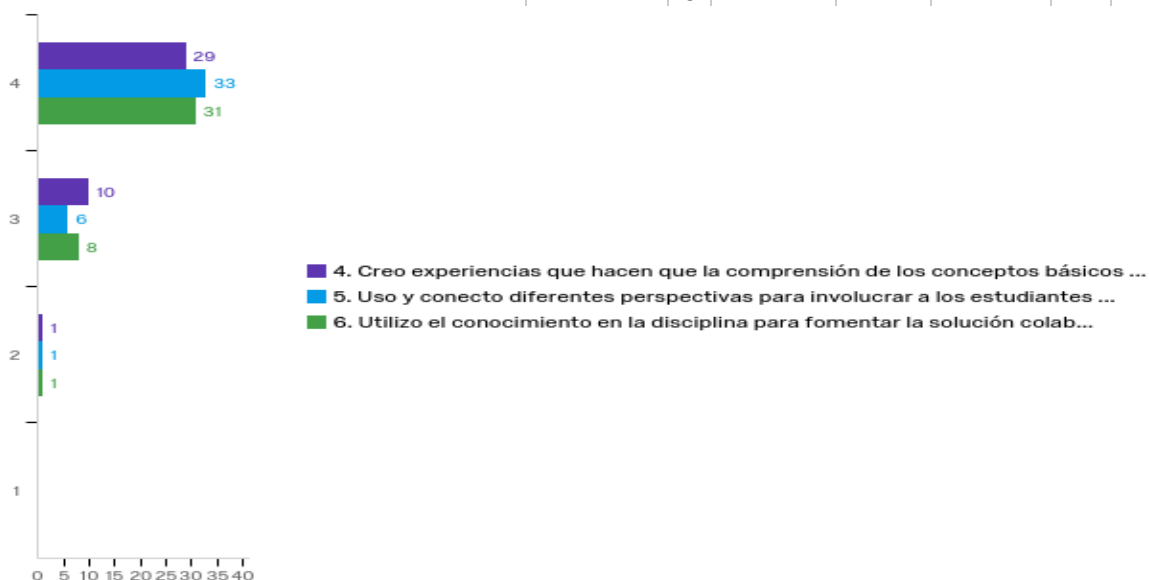 29
4 33
31
10
3 6
8
4. Creo experiencias que hacen que la comprensión de los conceptos básicos ...
5. Uso y conecto diferentes perspectivas para involucrar a los estudiantes ...
6. Utilizo el conocimiento en la disciplina para fomentar la solución colab...
1
2 1
1
1
0 5 10 15 20 25 30 35 40